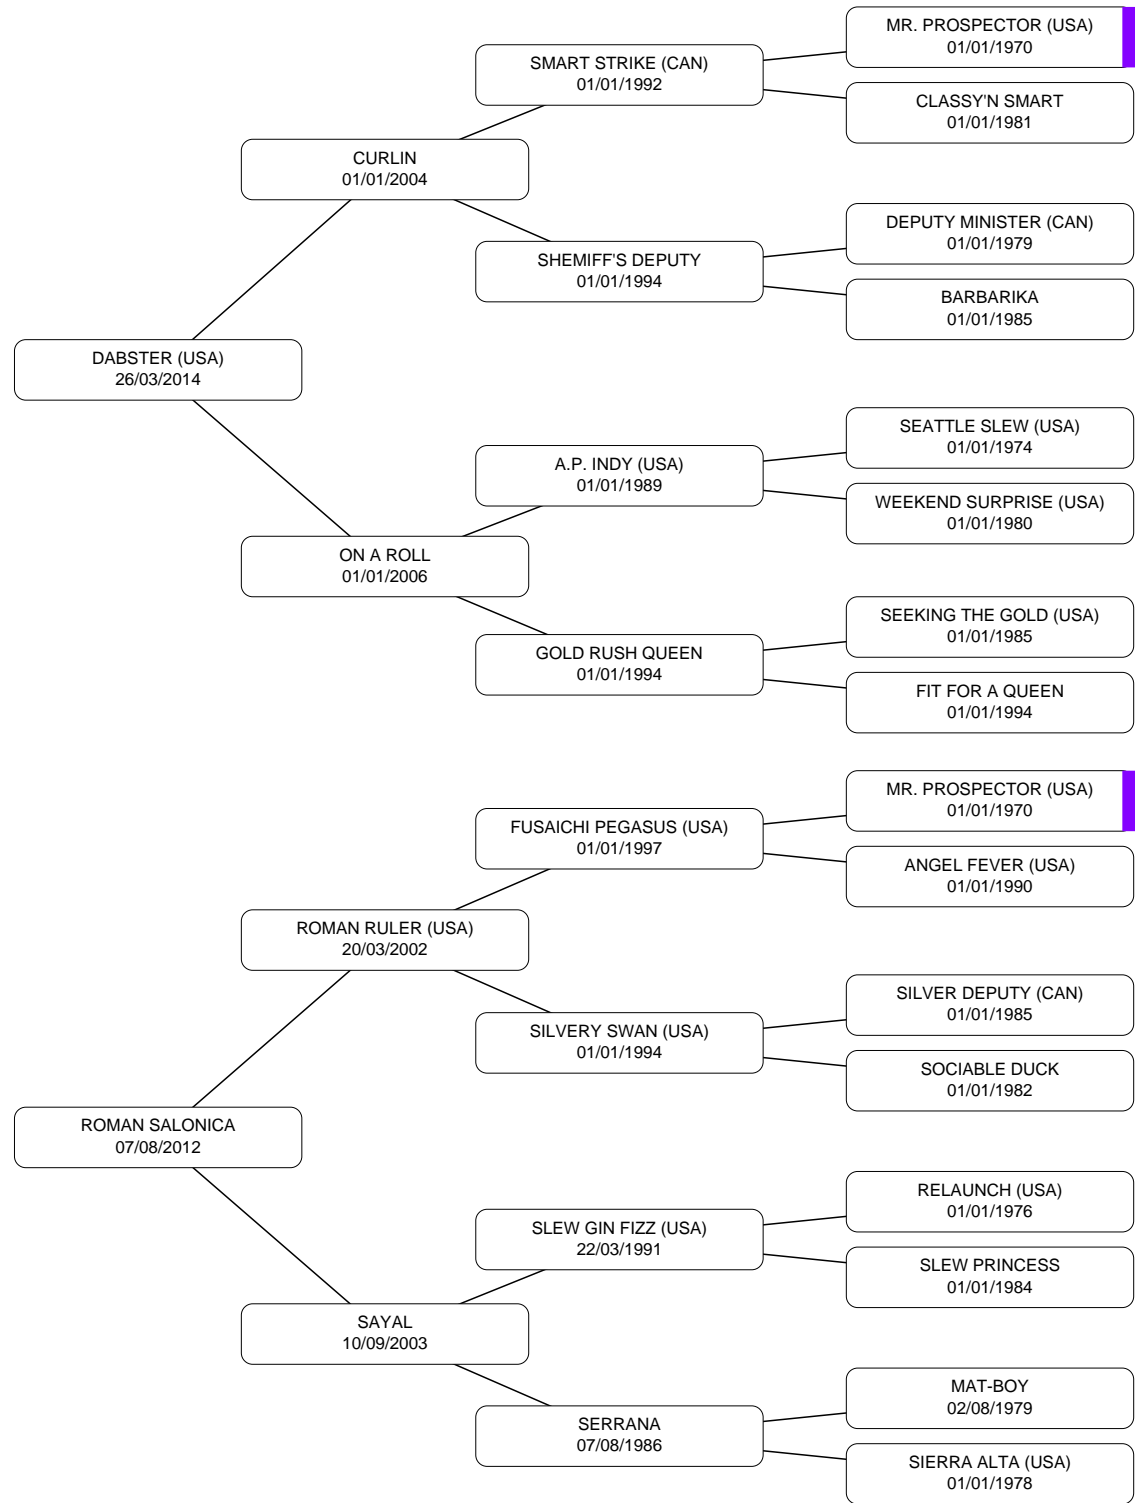 MR. PROSPECTOR (USA)
01/01/1970
SMART STRIKE (CAN)
01/01/1992
CLASSY'N SMART
01/01/1981
CURLIN
01/01/2004
DEPUTY MINISTER (CAN)
01/01/1979
SHEMIFF'S DEPUTY
01/01/1994
BARBARIKA
01/01/1985
DABSTER (USA)
26/03/2014
SEATTLE SLEW (USA)
01/01/1974
A.P. INDY (USA)
01/01/1989
WEEKEND SURPRISE (USA)
01/01/1980
ON A ROLL
01/01/2006
SEEKING THE GOLD (USA)
01/01/1985
GOLD RUSH QUEEN
01/01/1994
FIT FOR A QUEEN
01/01/1994
MR. PROSPECTOR (USA)
01/01/1970
FUSAICHI PEGASUS (USA)
01/01/1997
ANGEL FEVER (USA)
01/01/1990
ROMAN RULER (USA)
20/03/2002
SILVER DEPUTY (CAN)
01/01/1985
SILVERY SWAN (USA)
01/01/1994
SOCIABLE DUCK
01/01/1982
ROMAN SALONICA
07/08/2012
RELAUNCH (USA)
01/01/1976
SLEW GIN FIZZ (USA)
22/03/1991
SLEW PRINCESS
01/01/1984
SAYAL
10/09/2003
MAT-BOY
02/08/1979
SERRANA
07/08/1986
SIERRA ALTA (USA)
01/01/1978